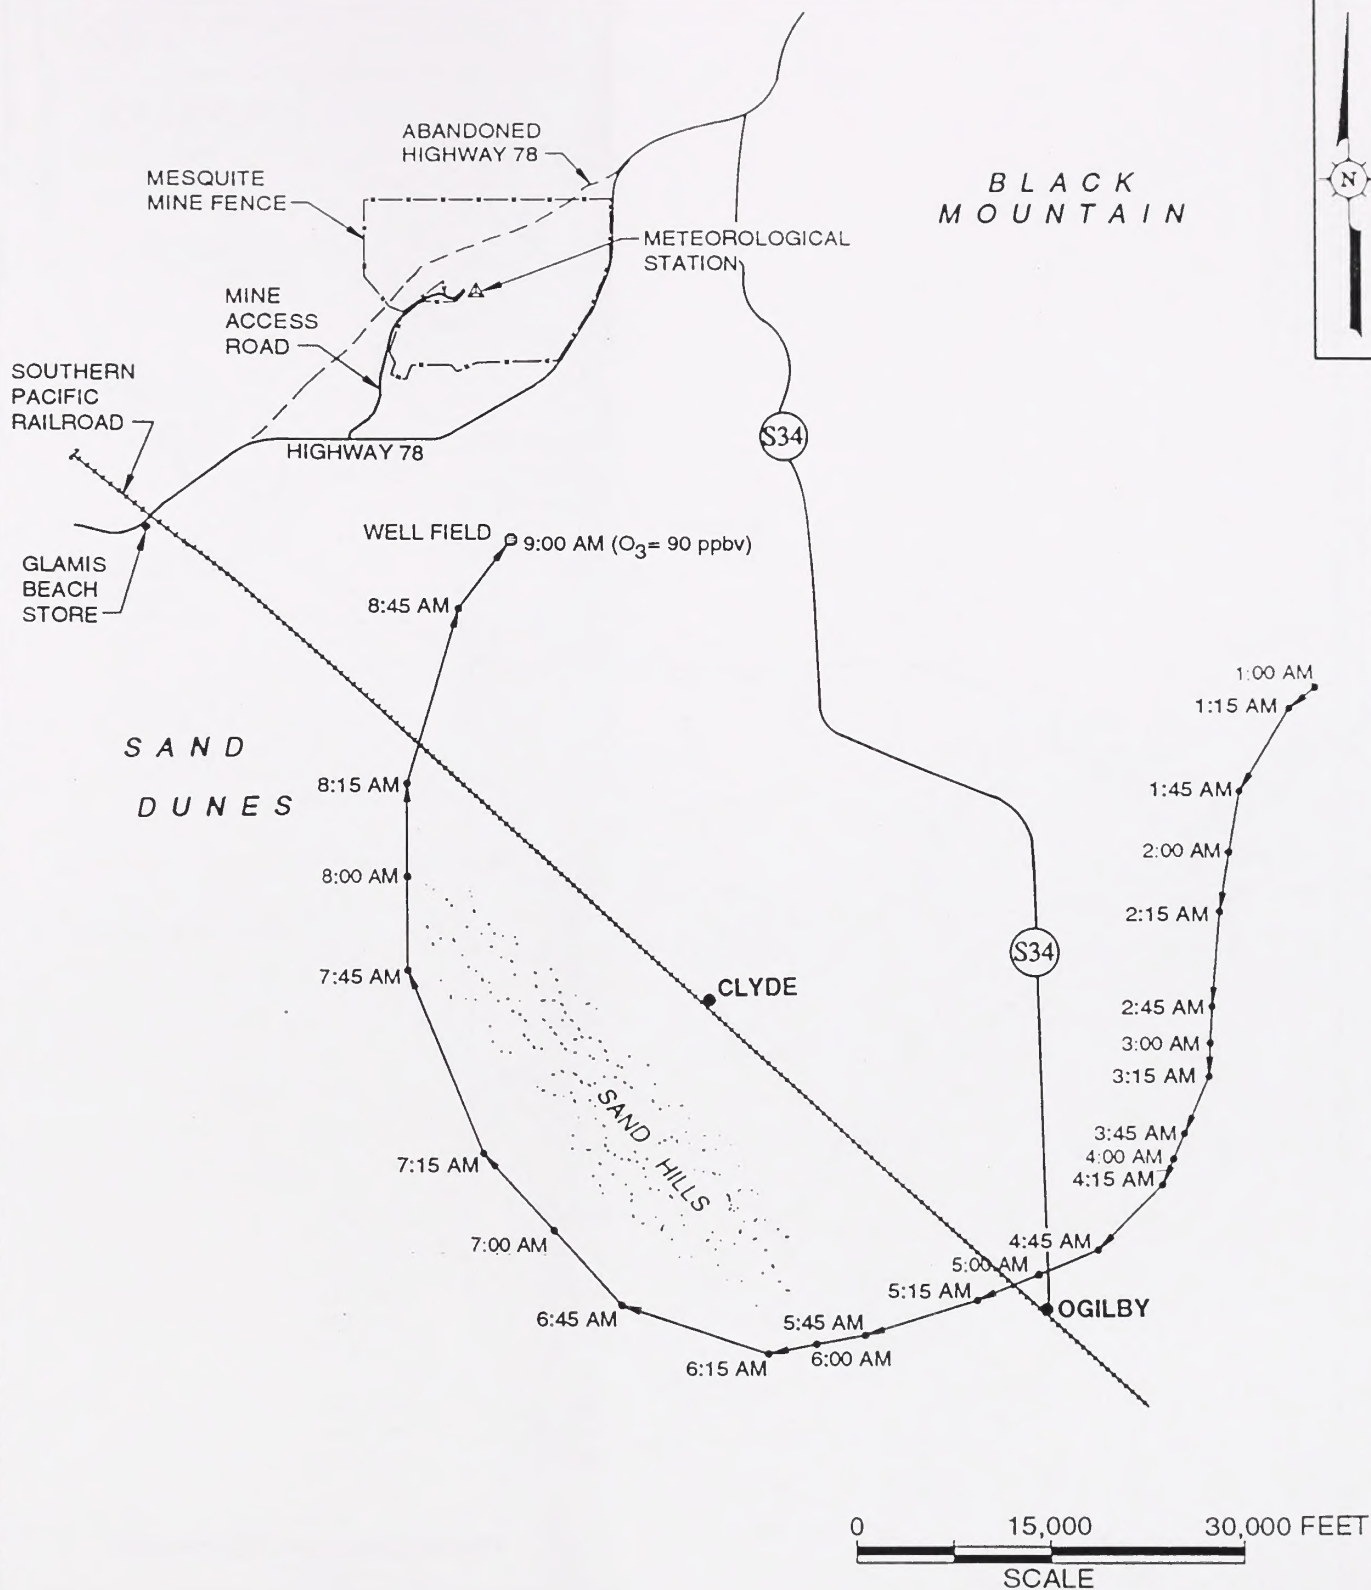 ABANDONED
HIGHWAY 78
MESQUITE
MINE FENCE
BLACK
MOUNTAIN
N
METEOROLOGICAL
STATION
MINE
ACCESS
ROAD
SOUTHERN
PACIFIC
RAILROAD
S34
HIGHWAY 78
WELL FIELD
9:00 AM (O3= 90 ppbv)
GLAMIS
BEACH
STORE
8:45 AM
1:00 AM
1:15 AM
SAND
DUNES
8:15 AM
1:45 AM
2:00 AM
8:00 AM
2:15 AM
S34
7:45 AM
CLYDE
2:45 AM
3:00 AM
3:15 AM
SAND HILLS
3:45 AM
4:00 AM
7:15 AM
4:15 AM
7:00 AM
4:45 AM
5:00 AM
5:15 AM
OGILBY
6:45 AM
5:45 AM
6:00 AM
6:15 AM
0 15,000 30,000 FEET
SCALE